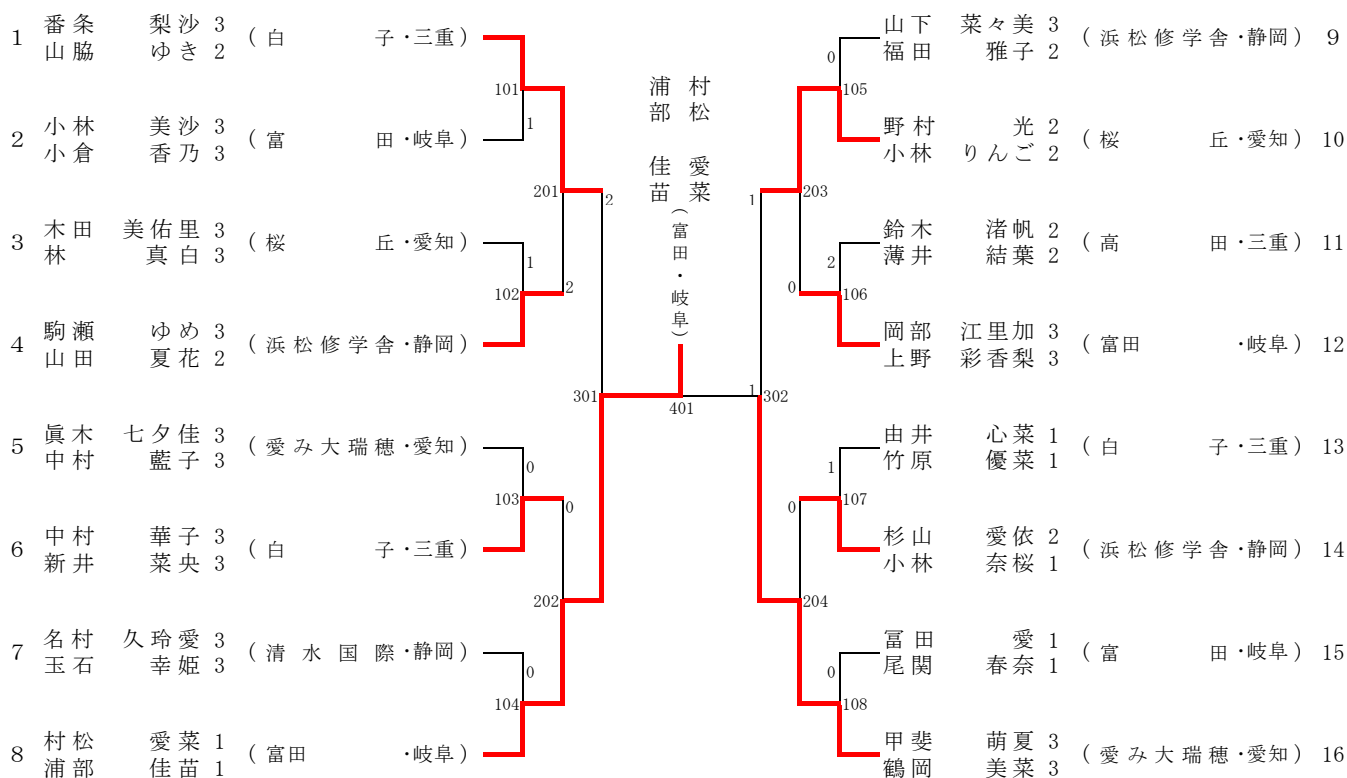 1 番条 梨沙 3 (白子・三重)
山脇 ゆき 2
2 小林 美沙 3 (富田・岐阜)
小倉 香乃 3
3 木田 美佑里 3 (桜丘・愛知)
林 真白 3
4 駒瀬 ゆめ 3 (浜松修学舎・静岡)
山田 夏花 2
5 眞木 七夕佳 3 (愛み大瑞穂・愛知)
中村 藍子 3
6 中村 華子 3 (白子・三重)
新井 菜央 3
7 名村 久玲愛 3 (清水国際・静岡)
玉石 幸姫 3
8 村松 愛菜 1 (富田・岐阜)
浦部 佳苗 1
101
1
102
1
103
0
104
0
201
2
202
0
301
2
村松 愛菜
浦部 佳苗
(富田・岐阜)
401
1
302
1
203
0
204
0
105
0
106
2
107
1
108
0
山下 菜々美 3 (浜松修学舎・静岡) 9
福田 雅子 2
野村 光 2 (桜丘・愛知) 10
小林 りんご 2
鈴木 渚帆 2 (高田・三重) 11
薄井 結葉 2
岡部 江里加 3 (富田・岐阜) 12
上野 彩香梨 3
由井 心菜 1 (白子・三重) 13
竹原 優菜 1
杉山 愛依 2 (浜松修学舎・静岡) 14
小林 奈桜 1
冨田 愛 1 (富田・岐阜) 15
尾関 春奈 1
甲斐 萌夏 3 (愛み大瑞穂・愛知) 16
鶴岡 美菜 3